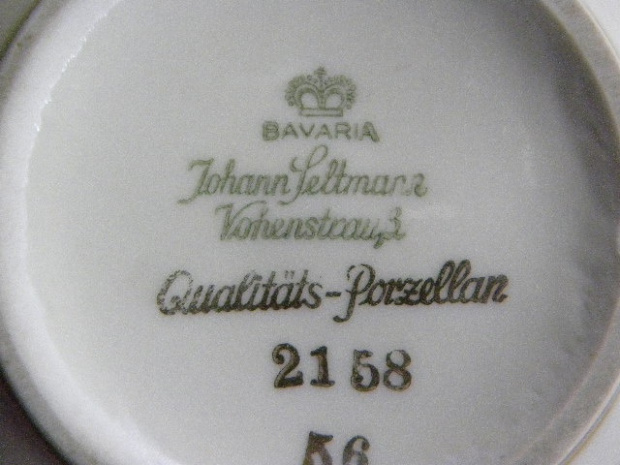 BAVARIA
Johann Seltmann
Vohenstrauß
Qualitäts-Porzellan
2158
56